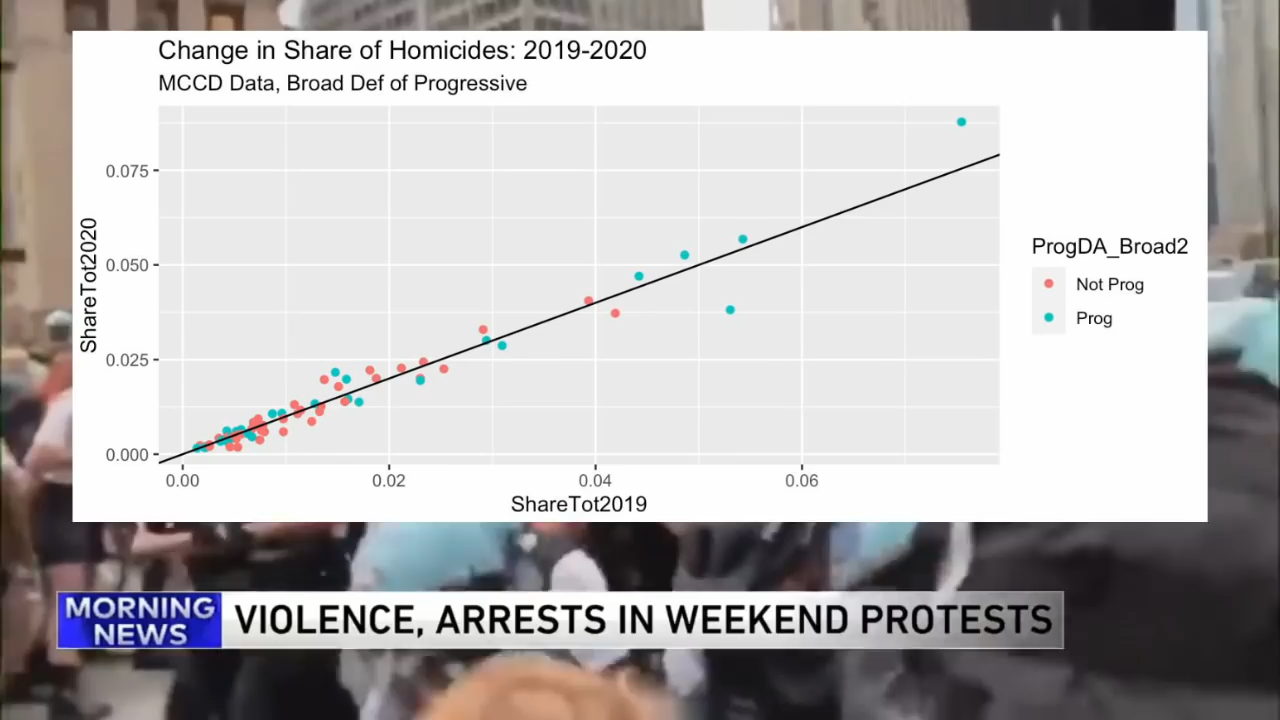 Change in Share of Homicides: 2019-2020
MCCD Data, Broad Def of Progressive
ShareTot2020
0.075
0.050
0.025
0.000
0.00 0.02 0.04 0.06
ShareTot2019
ProgDA_Broad2
Not Prog
Prog
MORNING
NEWS
VIOLENCE, ARRESTS IN WEEKEND PROTESTS